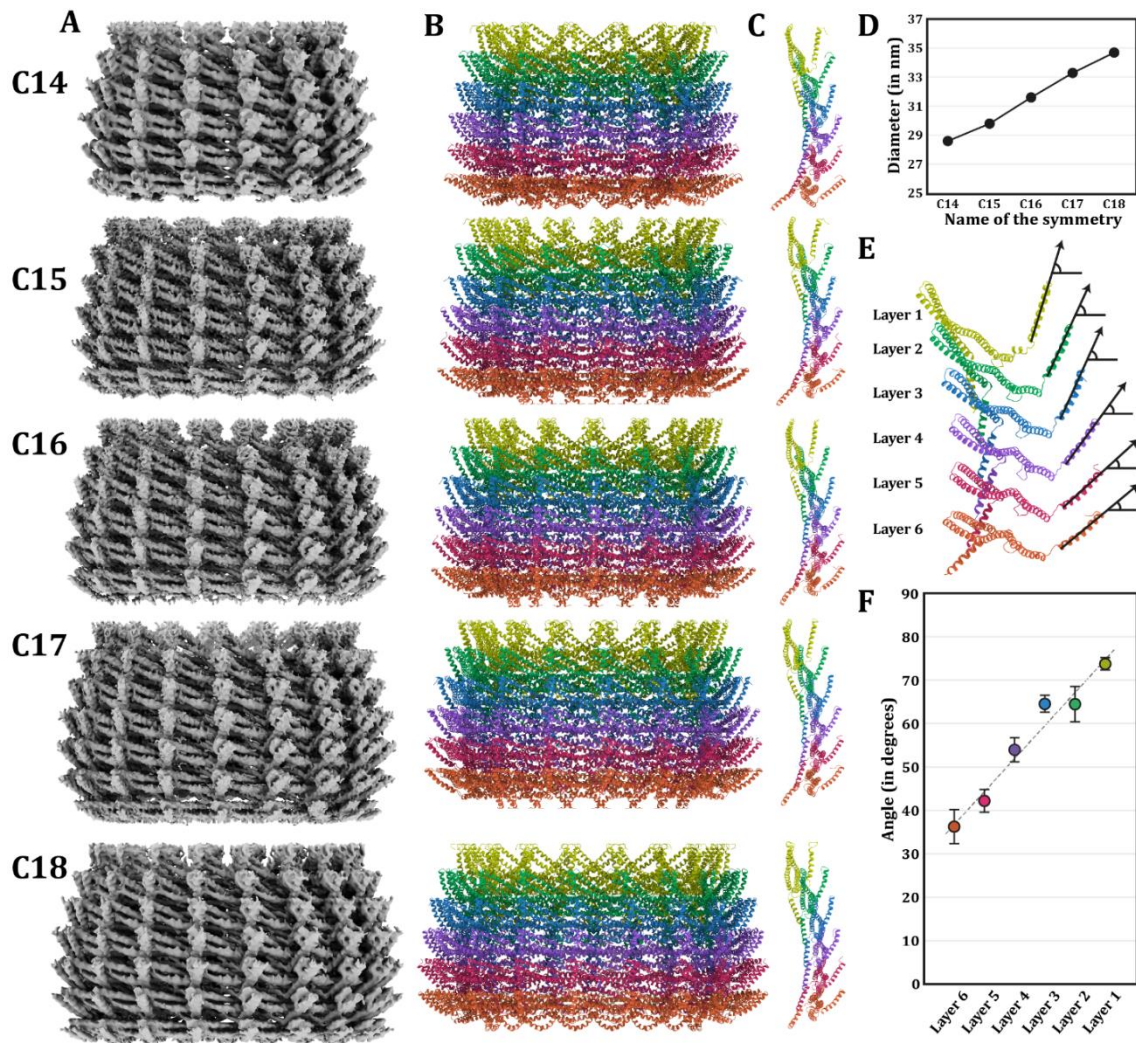 A
B
C
D
C14
C15
C16
C17
C18
37
35
33
31
29
27
25
Diameter (in nm)
C14 C15 C16 C17 C18
Name of the symmetry
E
Layer 1
Layer 2
Layer 3
Layer 4
Layer 5
Layer 6
F
90
80
70
60
50
40
30
20
10
0
Angle (in degrees)
Layer 6
Layer 5
Layer 4
Layer 3
Layer 2
Layer 1